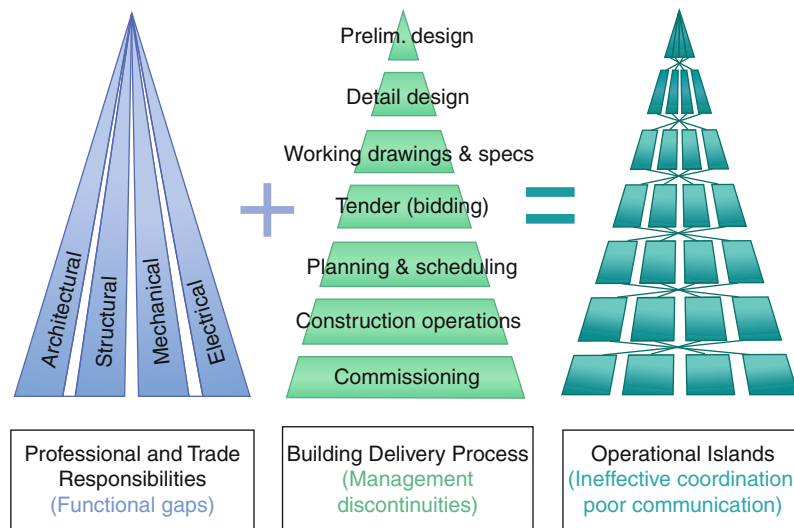 Prelim. design
Detail design
Working drawings & specs
Tender (bidding)
Planning & scheduling
Construction operations
Commissioning
Architectural
Structural
Mechanical
Electrical
+
=
Professional and Trade
Responsibilities
(Functional gaps)
Building Delivery Process
(Management
discontinuities)
Operational Islands
(Ineffective coordination
poor communication)